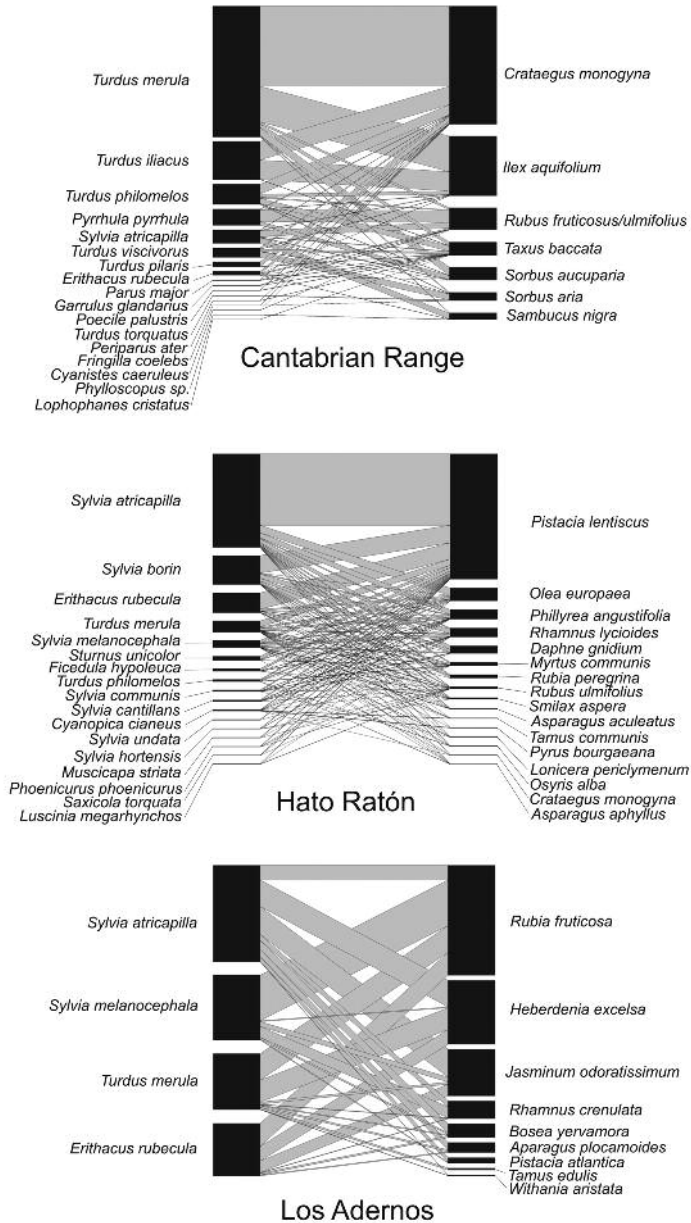 Turdus merula
Turdus iliacus
Turdus philomelos
Pyrrhula pyrrhula
Sylvia atricapilla
Turdus viscivorus
Turdus pilaris
Erithacus rubecula
Parus major
Garrulus glandarius
Poecile palustris
Turdus torquatus
Periparus ater
Fringilla coelebs
Cyanistes caeruleus
Phylloscopus sp.
Lophophanes cristatus
Crataegus monogyna
Ilex aquifolium
Rubus fruticosus/ulmifolius
Taxus baccata
Sorbus aucuparia
Sorbus aria
Sambucus nigra
Cantabrian Range
Sylvia atricapilla
Sylvia borin
Erithacus rubecula
Turdus merula
Sylvia melanocephala
Sturnus unicolor
Ficedula hypoleuca
Turdus philomelos
Sylvia communis
Sylvia cantillans
Cyanopica cianeus
Sylvia undata
Sylvia hortensis
Muscicapa striata
Phoenicurus phoenicurus
Saxicola torquata
Luscinia megarhynchos
Pistacia lentiscus
Olea europaea
Phillyrea angustifolia
Rhamnus lycioides
Daphne gnidium
Myrtus communis
Rubia peregrina
Rubus ulmifolius
Smilax aspera
Asparagus aculeatus
Tamus communis
Pyrus bourgaeana
Lonicera periclymenum
Osyris alba
Crataegus monogyna
Asparagus aphyllus
Hato Ratón
Sylvia atricapilla
Sylvia melanocephala
Turdus merula
Erithacus rubecula
Rubia fruticosa
Heberdenia excelsa
Jasminum odoratissimum
Rhamnus crenulata
Bosea yervamora
Aparagus plocamoides
Pistacia atlantica
Tamus edulis
Withania aristata
Los Adernos